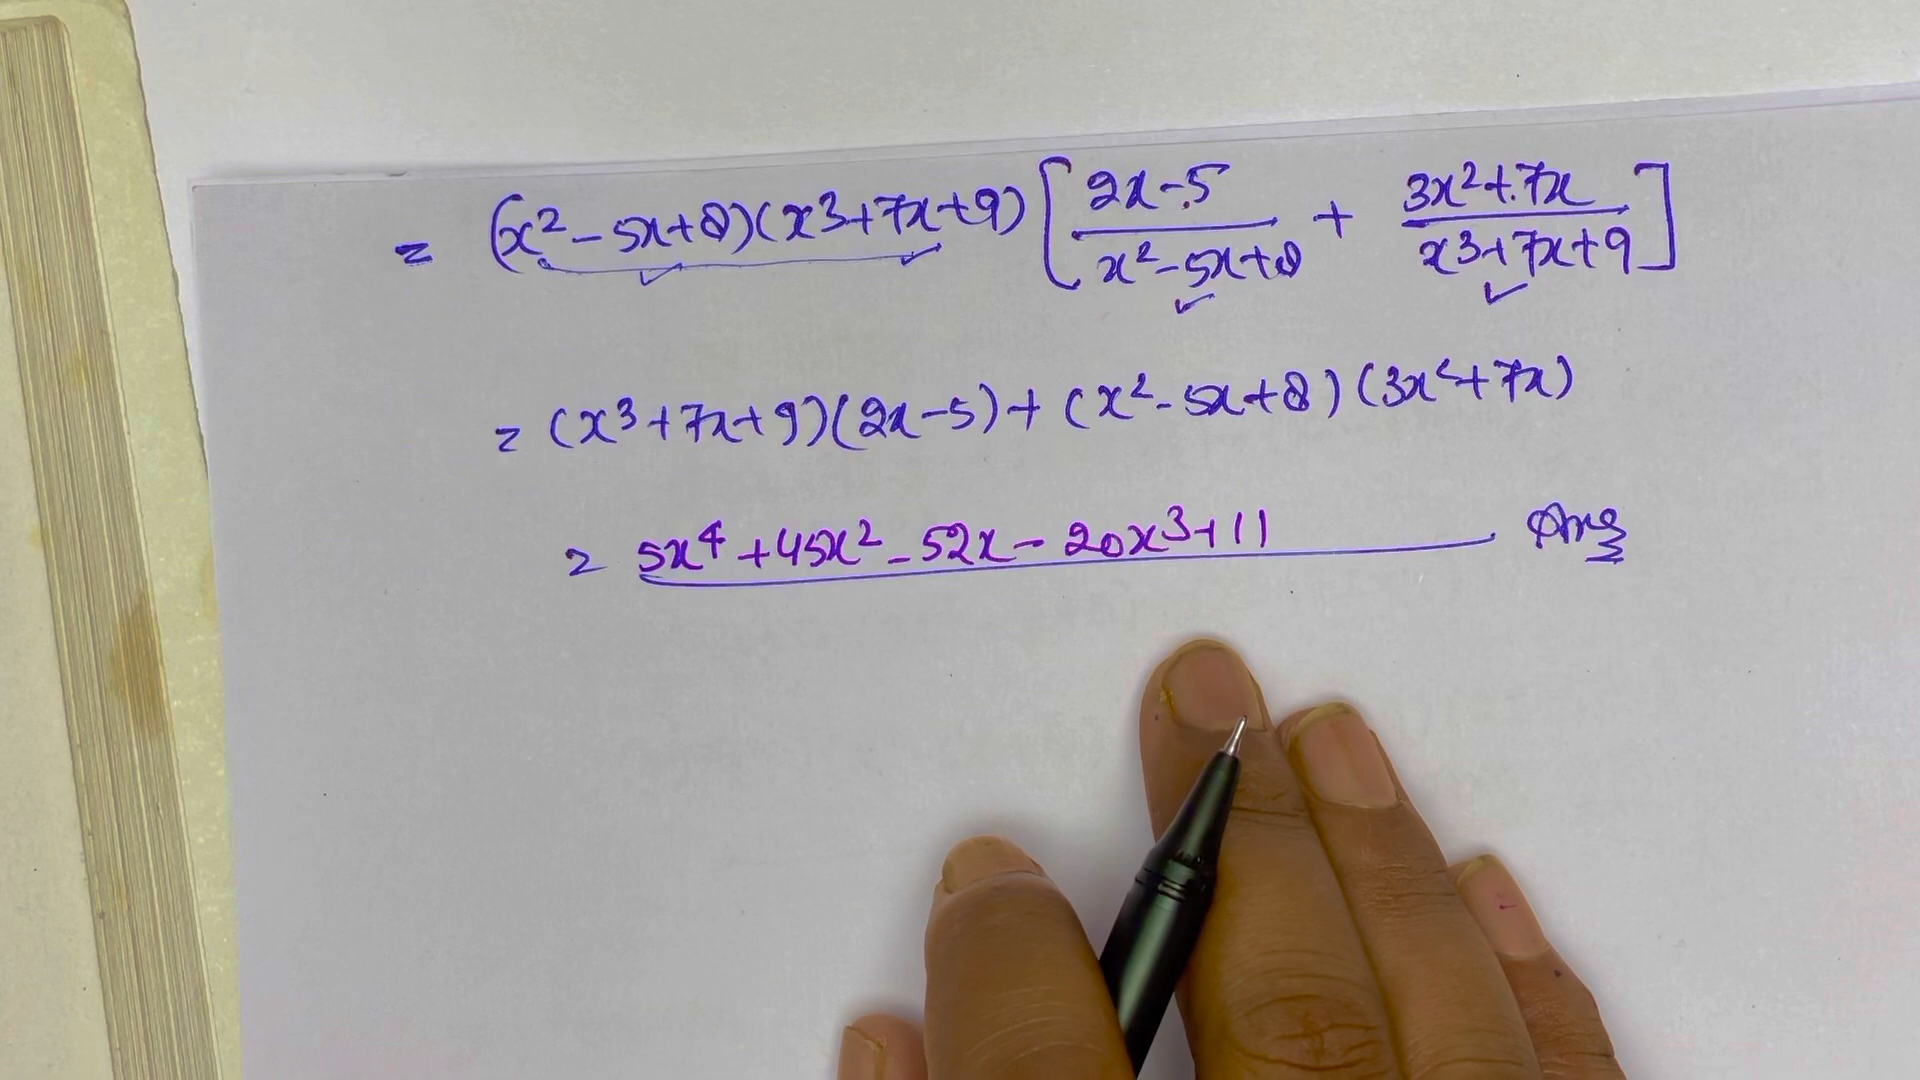 = (x² - 5x + 8)(x³ + 7x + 9) [ (2x - 5)/(x² - 5x + 8) + (3x² + 7x)/(x³ + 7x + 9) ]
= (x³ + 7x + 9)(2x - 5) + (x² - 5x + 8)(3x² + 7x)
= 5x⁴ + 45x² - 52x - 20x³ + 11 Ans